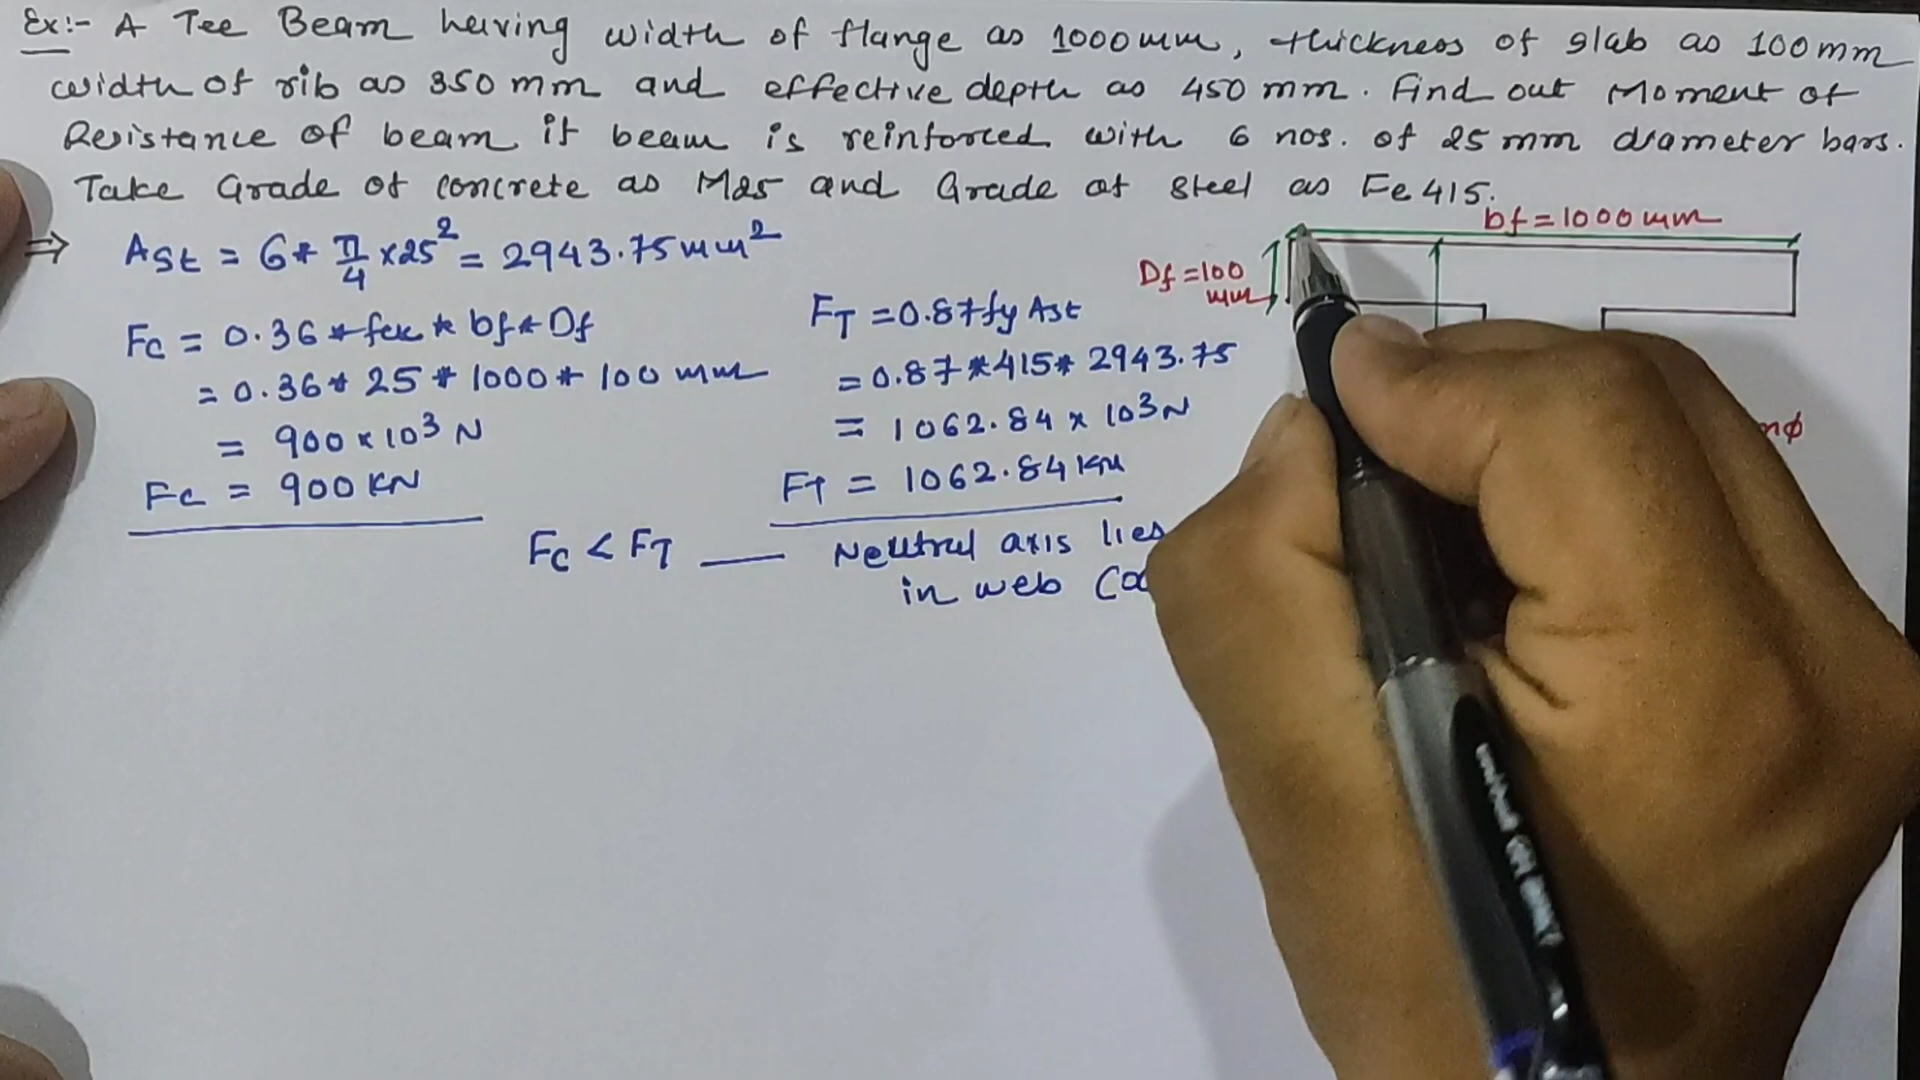 Ex:- A Tee Beam having width of flange as 1000 mm, thickness of slab as 100 mm
width of rib as 350 mm and effective depth as 450 mm. Find out Moment of
Resistance of beam if beam is reinforced with 6 nos. of 25 mm diameter bars.
Take Grade of concrete as M25 and Grade of steel as Fe 415.
⇒ Ast = 6 * π/4 × 25² = 2943.75 mm²
Fc = 0.36 * fck * bf * Df
= 0.36 * 25 * 1000 * 100 mm
= 900 × 10³ N
Fc = 900 KN
FT = 0.87 fy Ast
= 0.87 * 415 * 2943.75
= 1062.84 × 10³ N
FT = 1062.84 KN
Fc < FT — Neutral axis lies
in web
bf = 1000 mm
Df = 100
mm